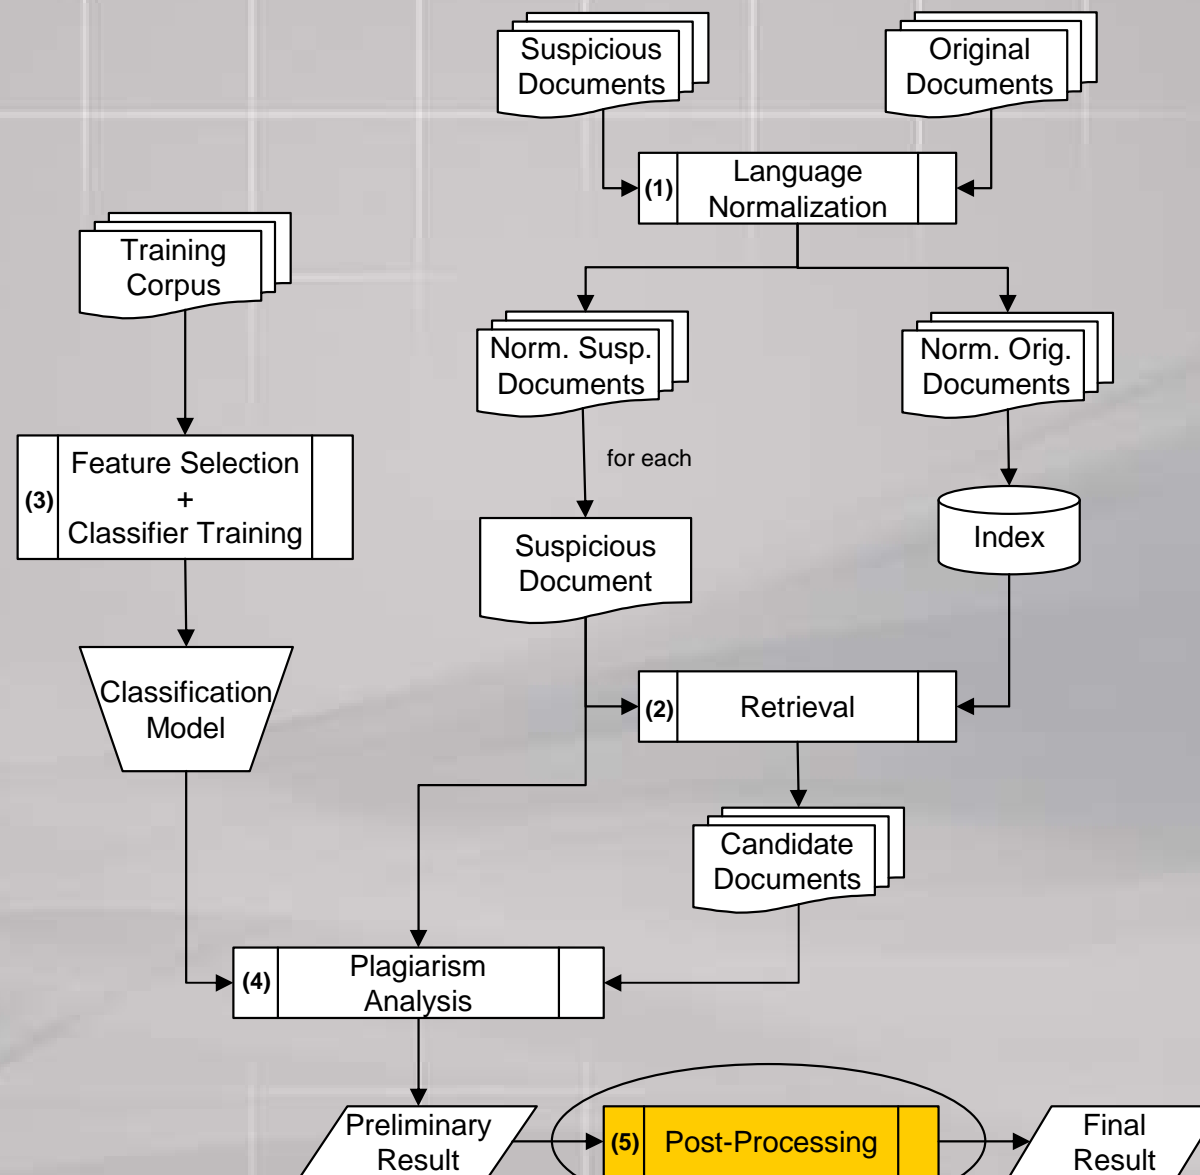 Suspicious
Documents
Original
Documents
(1)
Language
Normalization
Training
Corpus
Norm. Susp.
Documents
Norm. Orig.
Documents
for each
(3)
Feature Selection
+
Classifier Training
Suspicious
Document
Index
Classification
Model
(2)
Retrieval
Candidate
Documents
(4)
Plagiarism
Analysis
Preliminary
Result
(5)
Post-Processing
Final
Result